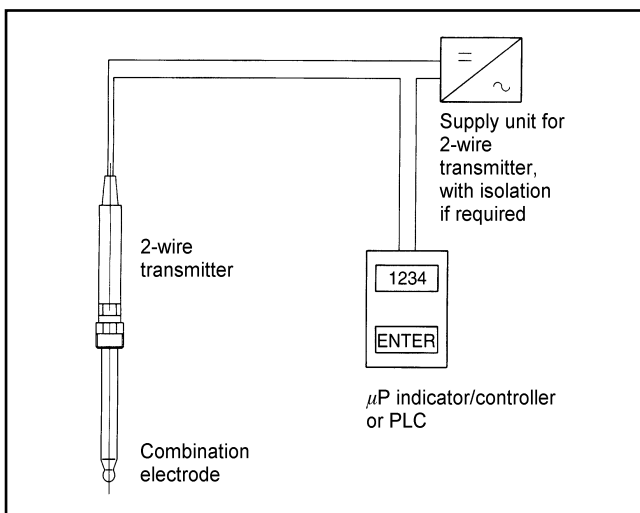 Supply unit for
2-wire
transmitter,
with isolation
if required
2-wire
transmitter
1234
ENTER
μP indicator/controller
or PLC
Combination
electrode